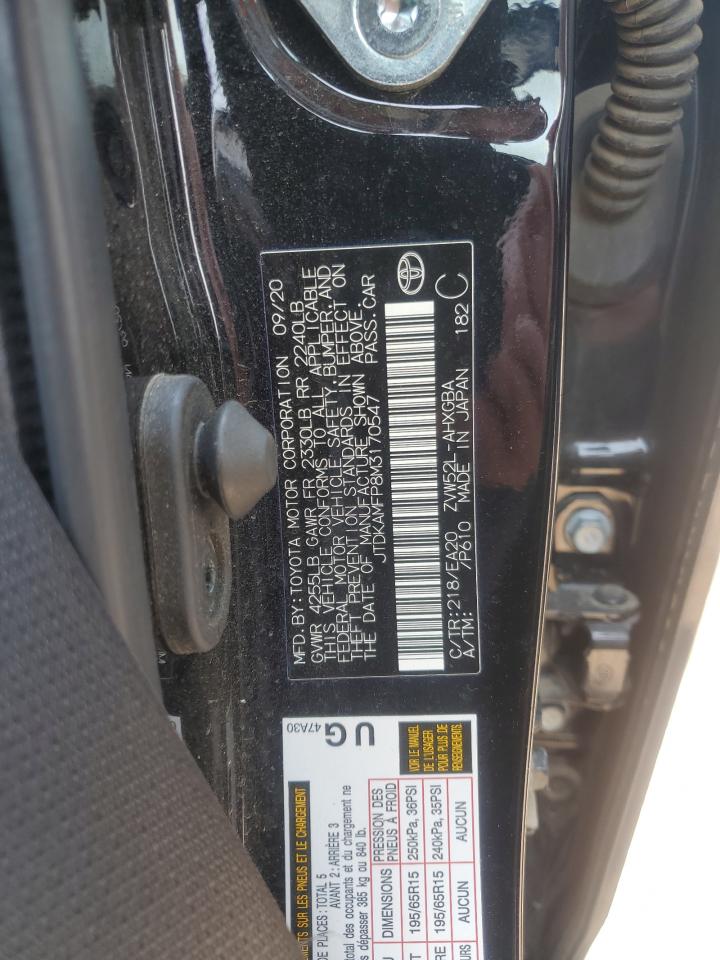 MFD. BY: TOYOTA MOTOR CORPORATION 09/20
GVWR 4255LB GAWR FR 2330LB RR 2240LB
THIS VEHICLE CONFORMS TO ALL APPLICABLE
FEDERAL MOTOR VEHICLE SAFETY, BUMPER, AND
THEFT PREVENTION STANDARDS IN EFFECT ON
THE DATE OF MANUFACTURE SHOWN ABOVE.
JTDKAMFP8M3170547 PASS. CAR
C/TR: 218/EA20 ZVW52L-AHXGBA
A/TM: /P610 MADE IN JAPAN 182 C
47A30
UG
SUR LES PNEUS ET LE CHARGEMENT
DE PLACES: TOTAL 5
AVANT 2: ARRIÈRE 3
total des occupants et du chargement ne
dépasser 385 kg ou 840 lb.
DIMENSIONS PRESSION DES PNEUS À FROID
195/65R15 250kPa, 36PSI
195/65R15 240kPa, 35PSI
AUCUN AUCUN
VOIR LE MANUEL
DE L'USAGER
POUR PLUS DE
RENSEIGNEMENTS.